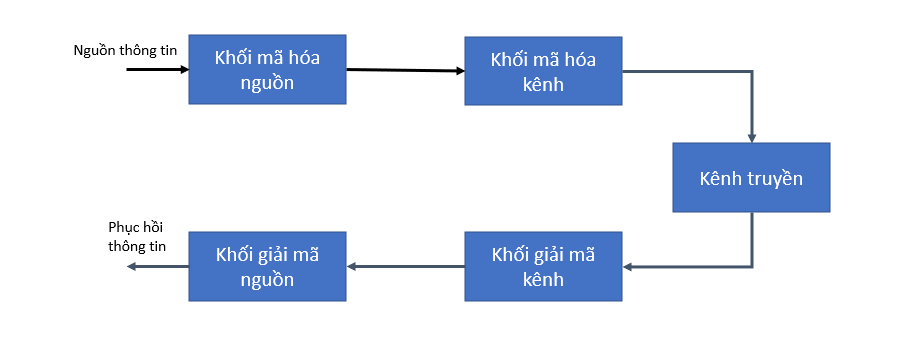 Nguồn thông tin
Khối mã hóa
nguồn
Khối mã hóa
kênh
Kênh truyền
Phục hồi
thông tin
Khối giải mã
nguồn
Khối giải mã
kênh